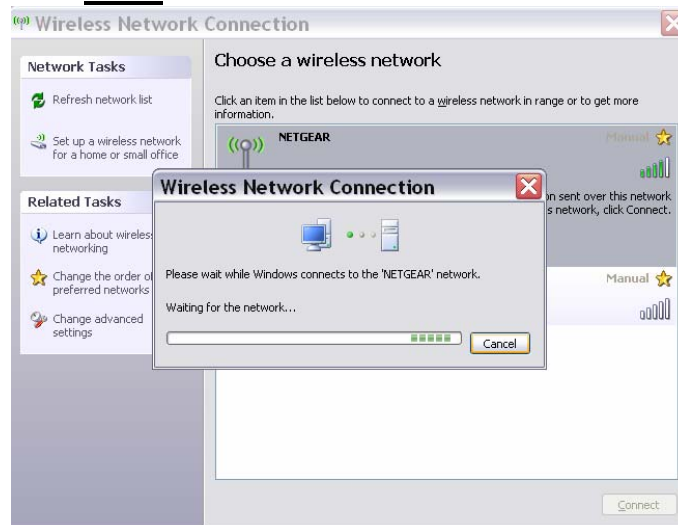 Wireless Network Connection
Network Tasks
Refresh network list
Set up a wireless network
for a home or small office
Related Tasks
Learn about wireless
networking
Change the order of
preferred networks
Change advanced
settings
Choose a wireless network
Click an item in the list below to connect to a wireless network in range or to get more
information.
NETGEAR
Manual
sent over this network
network, click Connect.
Manual
Wireless Network Connection
Please wait while Windows connects to the 'NETGEAR' network.
Waiting for the network...
Cancel
Connect